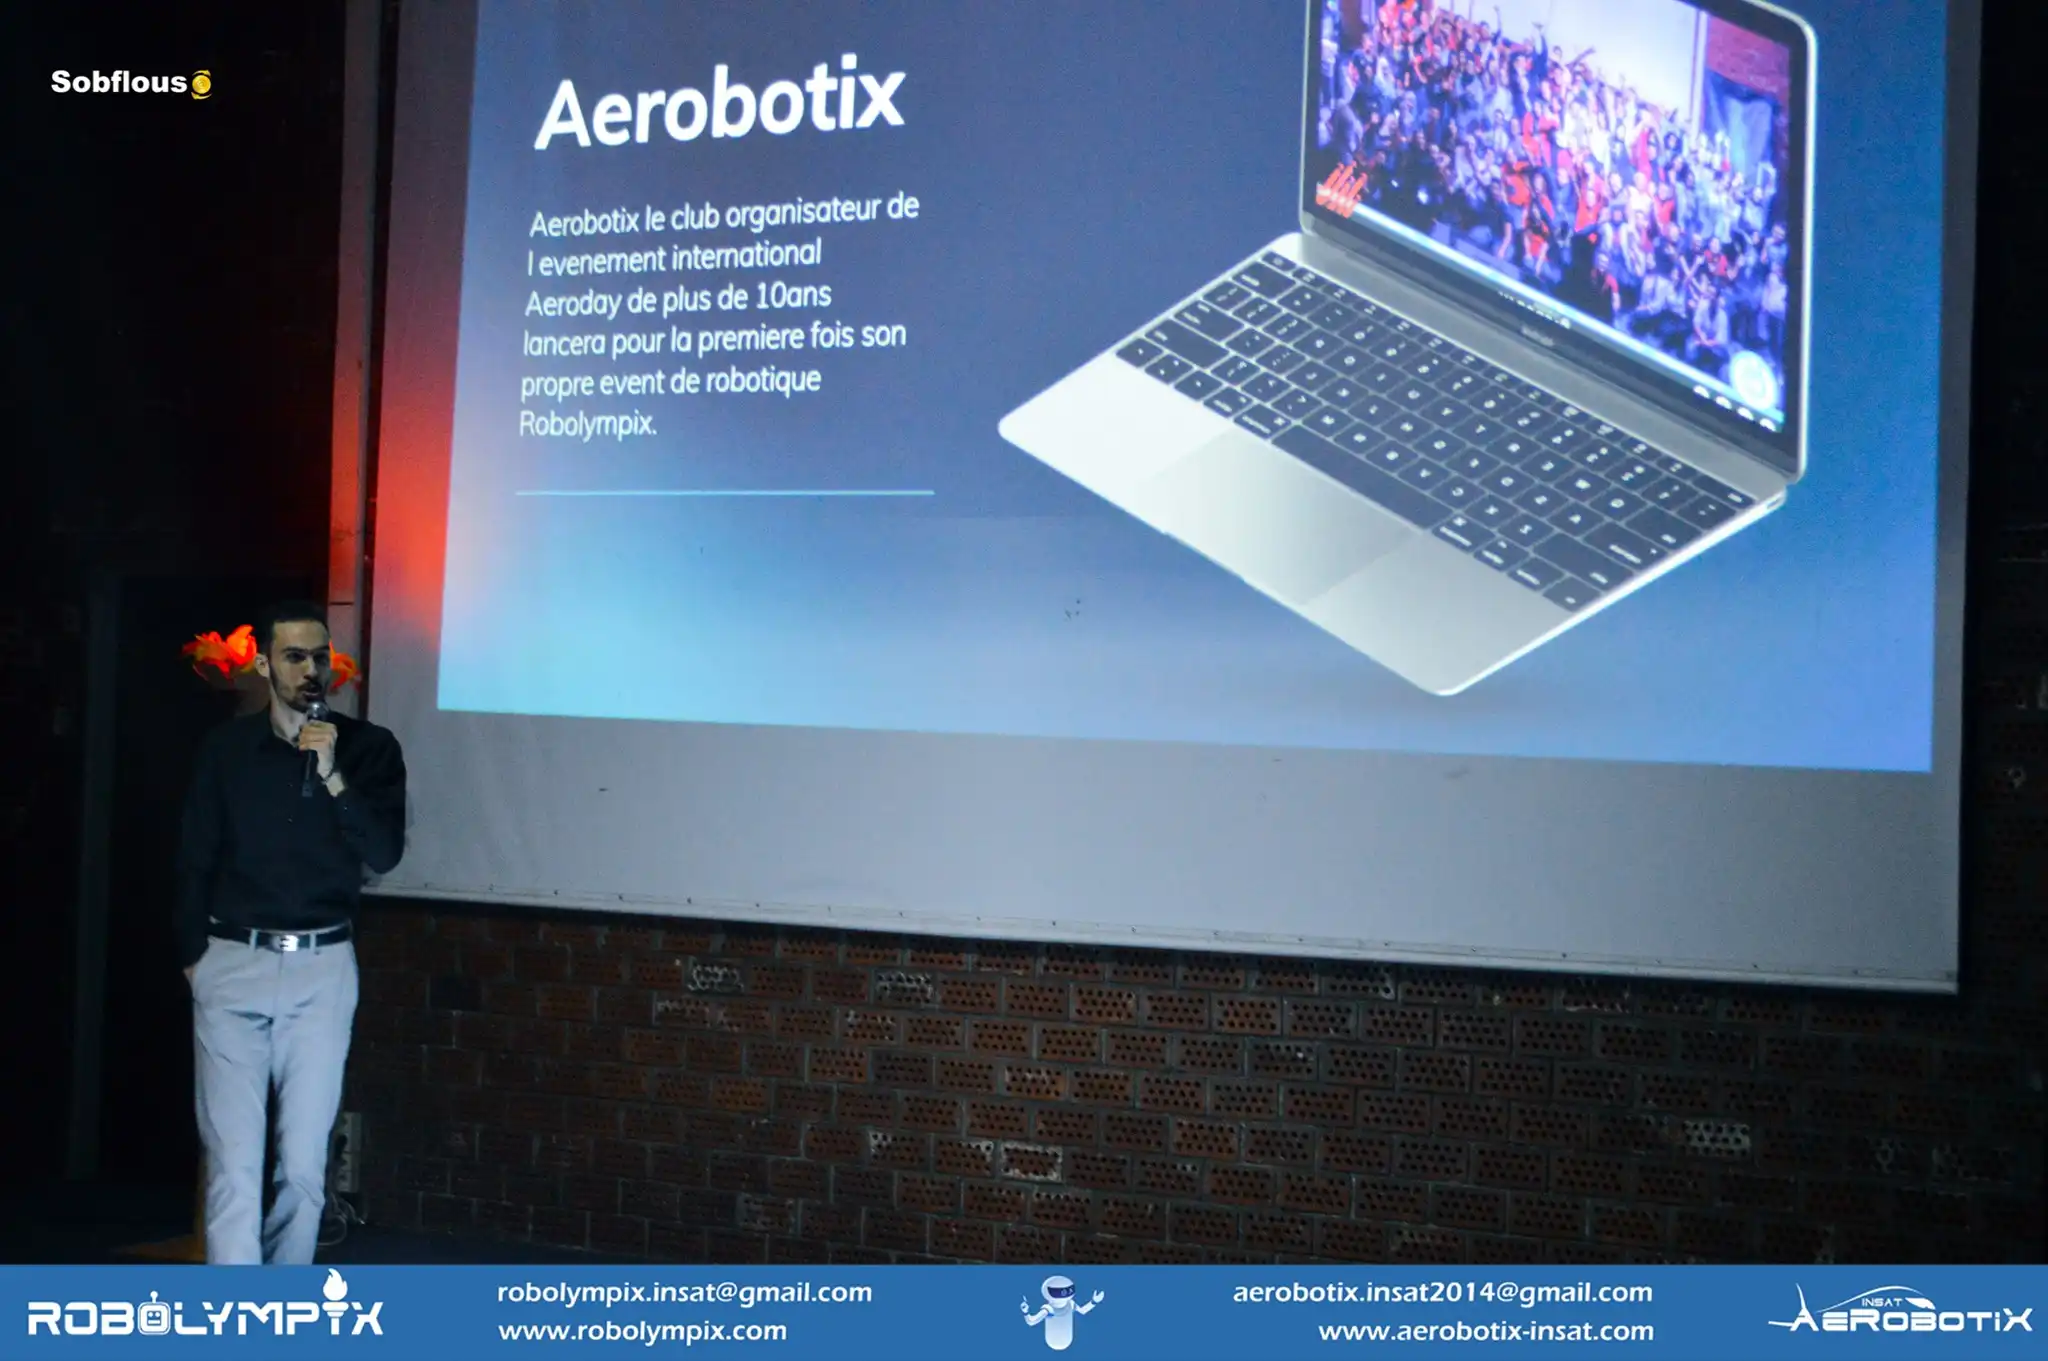 Sobflous
Aerobotix
Aerobotix le club organisateur de
l evenement international
Aeroday de plus de 10ans
lancera pour la premiere fois son
propre event de robotique
Robolympix.
ROBOLYMPIX
robolympix.insat@gmail.com
www.robolympix.com
aerobotix.insat2014@gmail.com
www.aerobotix-insat.com
INSAT
AEROBOTIX